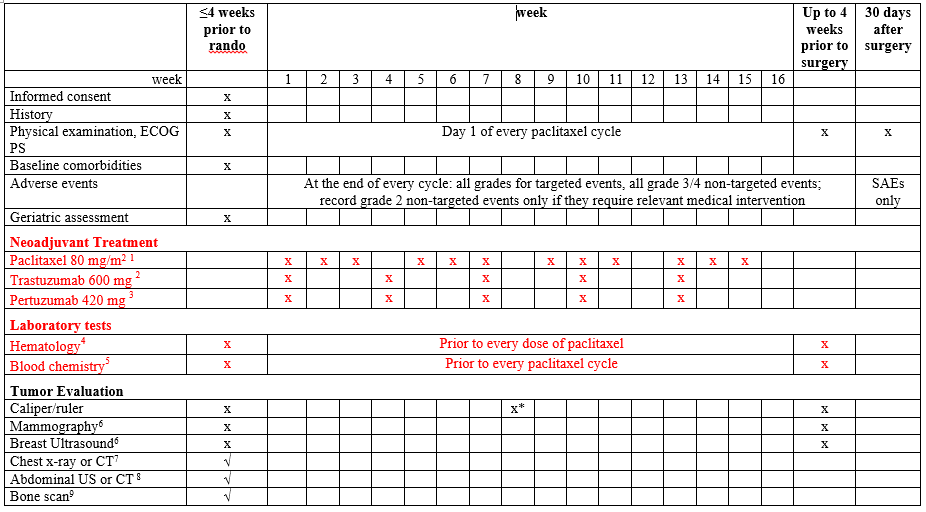 ≤4 weeks prior to rando week Up to 4 weeks prior to surgery 30 days after surgery
week 1 2 3 4 5 6 7 8 9 10 11 12 13 14 15 16
Informed consent x
History x
Physical examination, ECOG PS x Day 1 of every paclitaxel cycle x x
Baseline comorbidities x
Adverse events At the end of every cycle: all grades for targeted events, all grade 3/4 non-targeted events; record grade 2 non-targeted events only if they require relevant medical intervention SAEs only
Geriatric assessment x
Neoadjuvant Treatment
Paclitaxel 80 mg/m² ¹ x x x x x x x x x x x x
Trastuzumab 600 mg ² x x x x x
Pertuzumab 420 mg ³ x x x x x
Laboratory tests
Hematology⁴ x Prior to every dose of paclitaxel x
Blood chemistry⁵ x Prior to every paclitaxel cycle x
Tumor Evaluation
Caliper/ruler x x* x
Mammography⁶ x x
Breast Ultrasound⁶ x x
Chest x-ray or CT⁷ √
Abdominal US or CT ⁸ √
Bone scan⁹ √